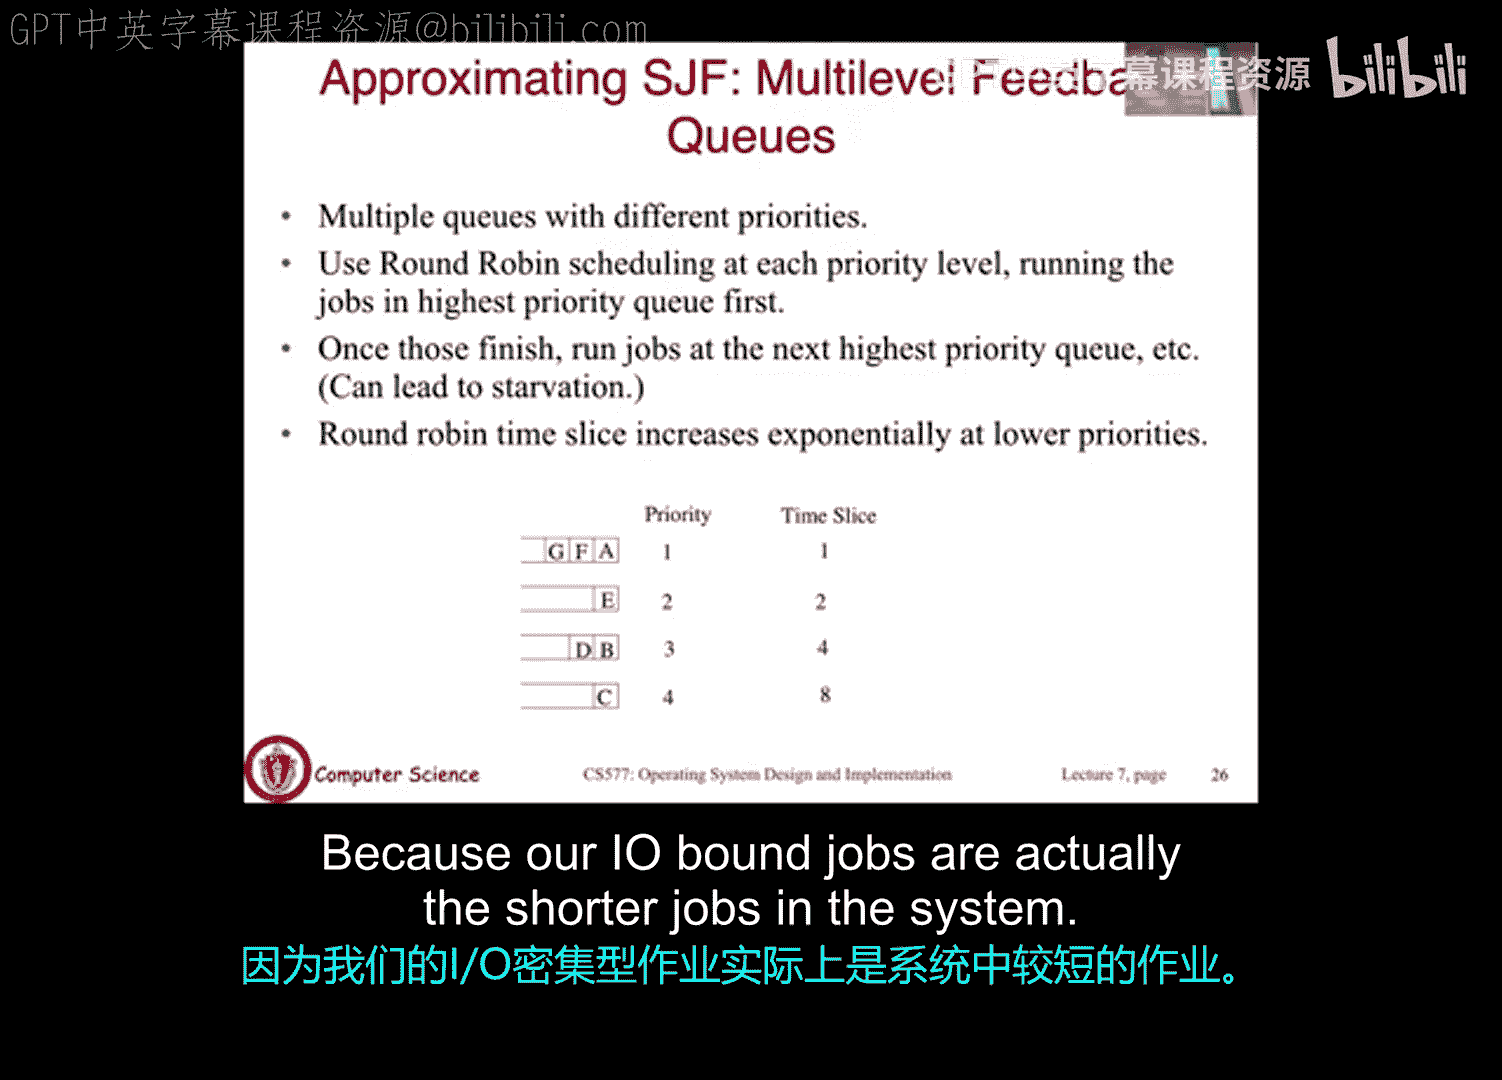 GPT中英字幕课程资源@bilibili.com
Approximating SJF: Multilevel Feedba
幕课程资源 bilibili
Queues
• Multiple queues with different priorities.
• Use Round Robin scheduling at each priority level, running the
jobs in highest priority queue first.
• Once those finish, run jobs at the next highest priority queue, etc.
(Can lead to starvation.)
• Round robin time slice increases exponentially at lower priorities.
Priority Time Slice
G F A 1 1
E 2 2
D B 3 4
C 4 8
Computer Science CS577: Operating System Design and Implementation Lecture 7, page 26
Because our IO bound jobs are actually
the shorter jobs in the system.
因为我们的I/O密集型作业实际上是系统中较短的作业。